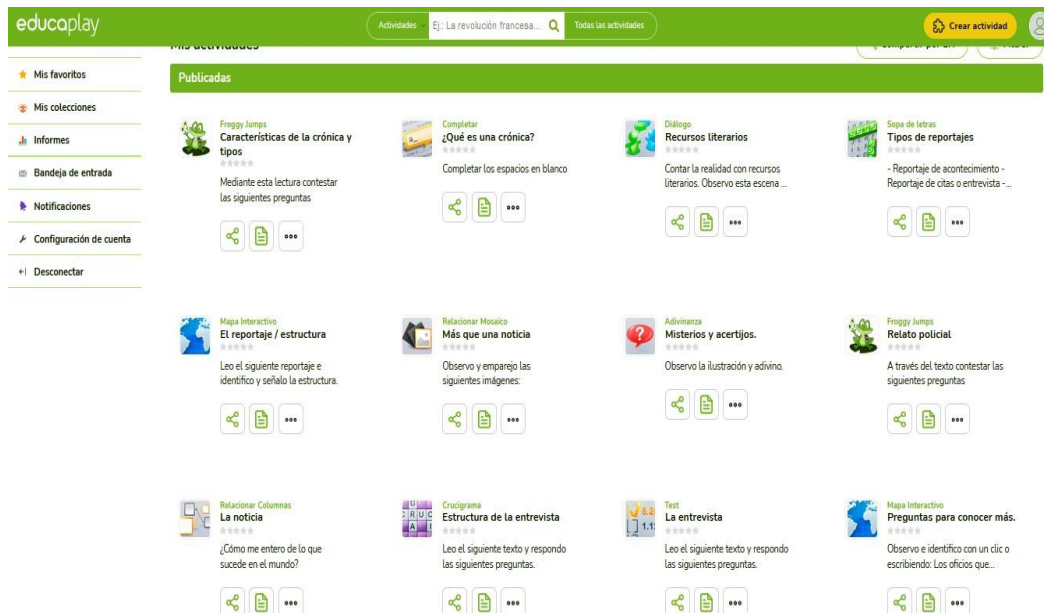 educaplay
Actividades
Ej.: La revolución francesa...
Todas las actividades
Crear actividad
Mis actividades
Mis favoritos
Mis colecciones
Informes
Bandeja de entrada
Notificaciones
Configuración de cuenta
Desconectar
Publicadas
Froggy Jumps
Características de la crónica y
tipos
Mediante esta lectura contestar
las siguientes preguntas
Completar
¿Qué es una crónica?
Completar los espacios en blanco
Diálogo
Recursos literarios
Contar la realidad con recursos
literarios. Observo esta escena ...
Sopa de letras
Tipos de reportajes
- Reportaje de acontecimiento -
Reportaje de citas o entrevista -...
Mapa Interactivo
El reportaje / estructura
Leo el siguiente reportaje e
identifico y señalo la estructura.
Relacionar Mosaico
Más que una noticia
Observo y emparejo las
siguientes imágenes:
Adivinanza
Misterios y acertijos.
Observo la ilustración y adivino.
Froggy Jumps
Relato policial
A través del texto contestar las
siguientes preguntas
Relacionar Columnas
La noticia
¿Cómo me entero de lo que
sucede en el mundo?
Crucigrama
Estructura de la entrevista
Leo el siguiente texto y respondo
las siguientes preguntas.
Test
La entrevista
Leo el siguiente texto y respondo
las siguientes preguntas.
Mapa Interactivo
Preguntas para conocer más.
Observo e identifico con un clic o
escribiendo: Los oficios que...